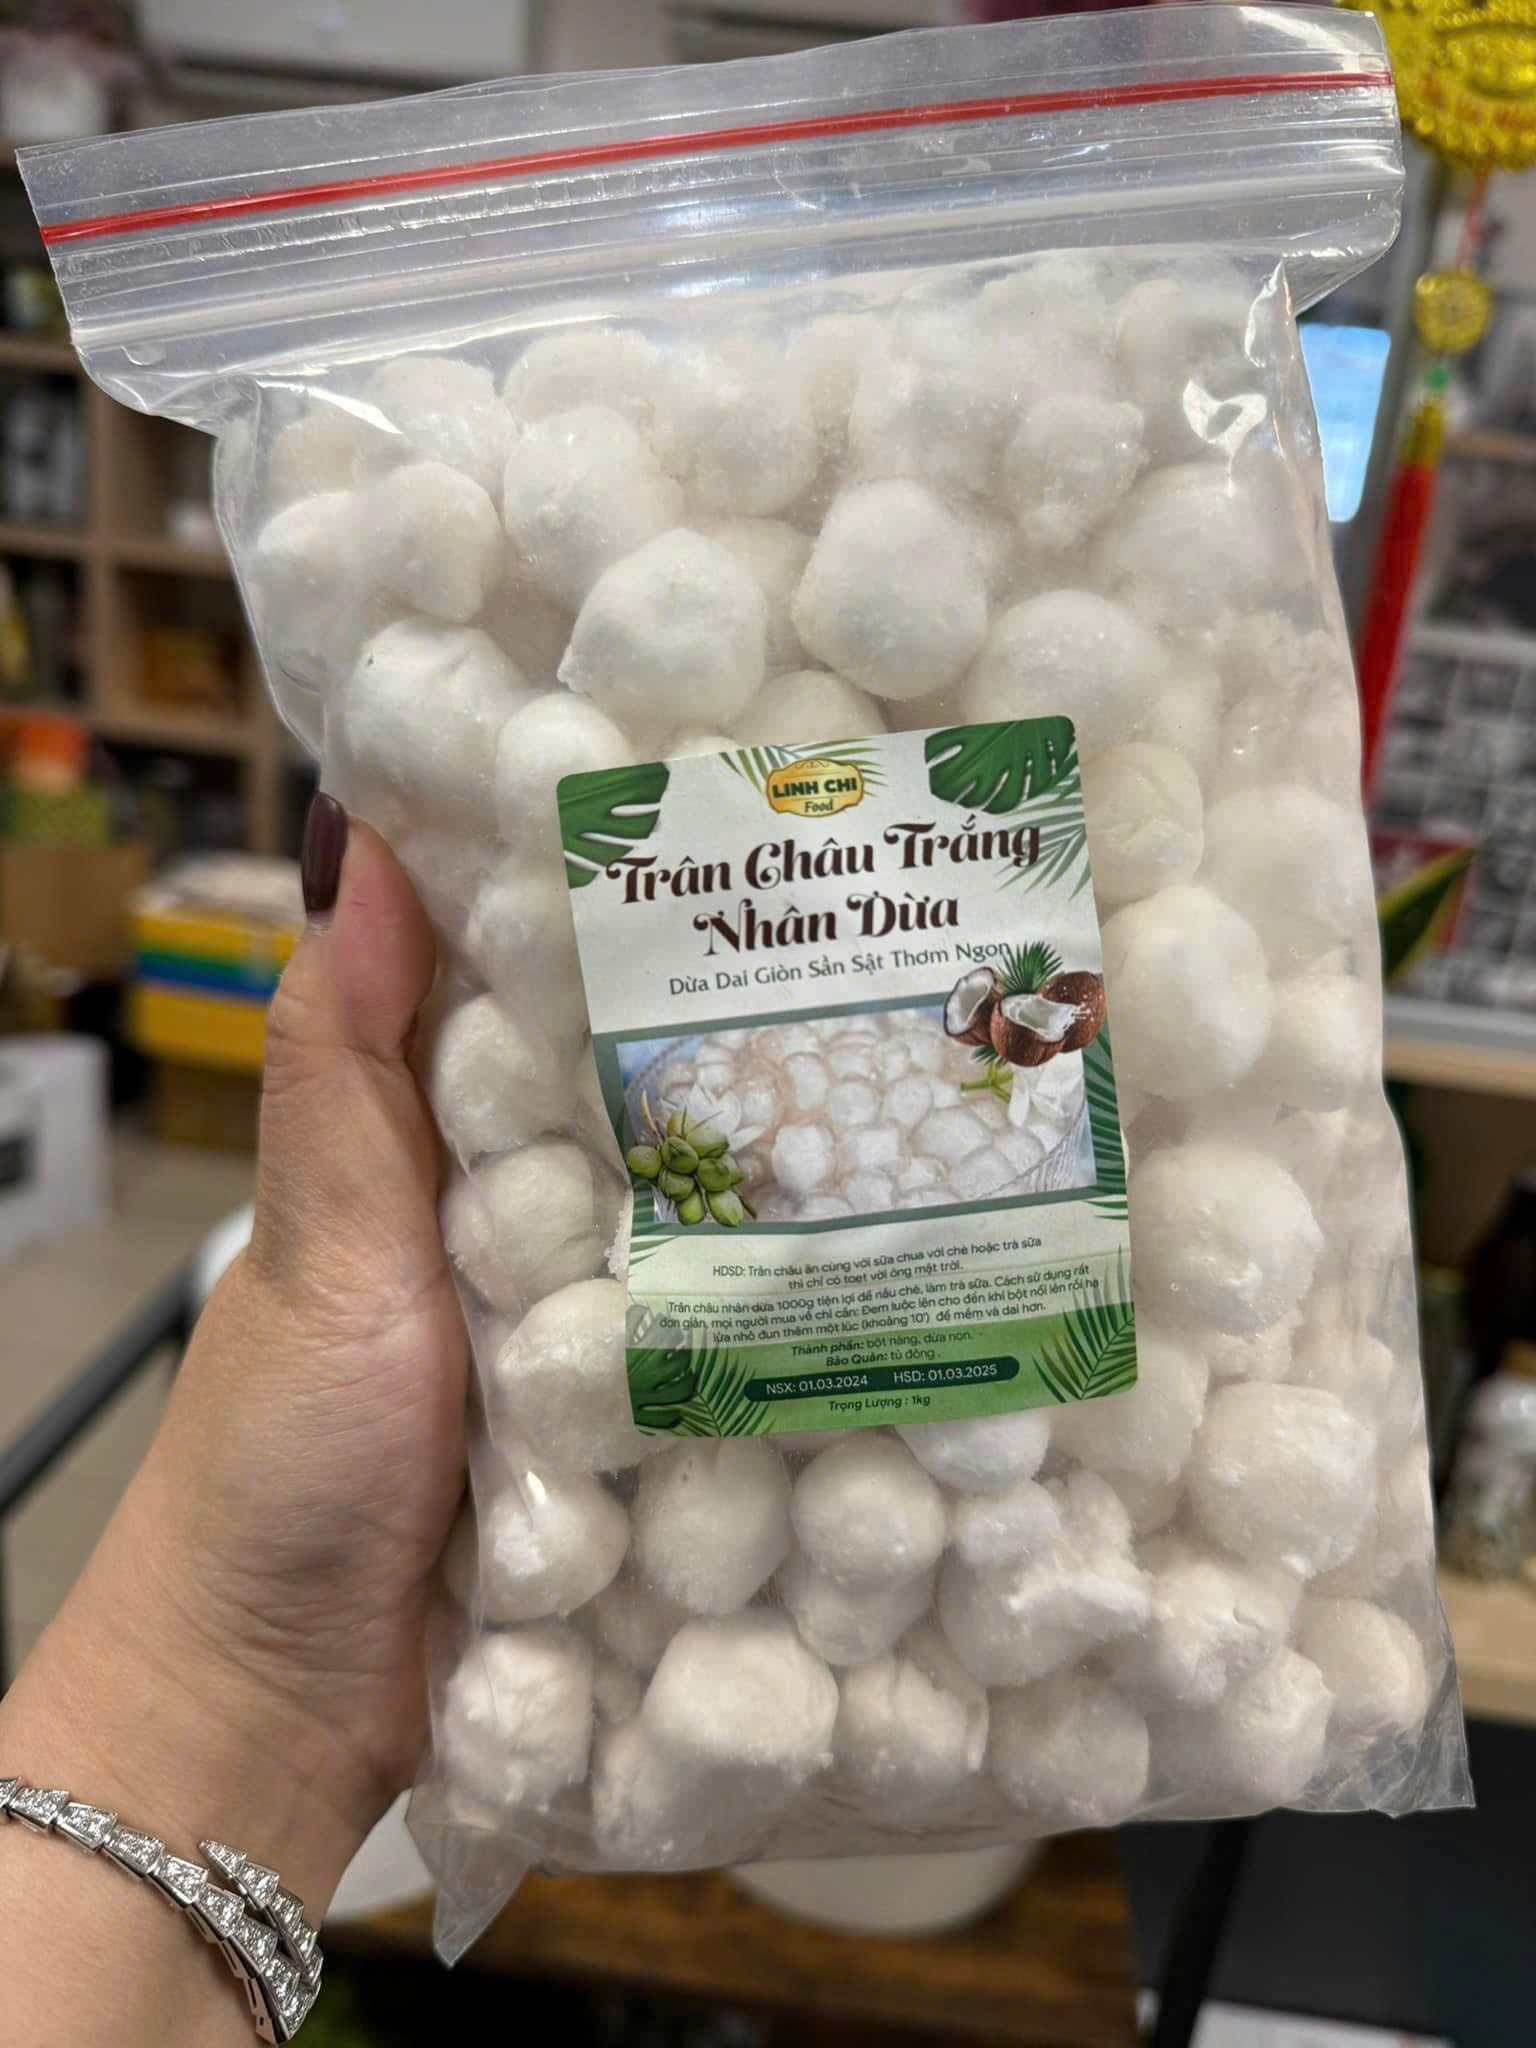 LINH CHI
Food
Trân Châu Trắng
Nhân Dừa
Dừa Dai Giòn Sần Sật Thơm Ngon
HDSD: Trân châu ăn cùng với sữa chua với chè hoặc trà sữa
thì chỉ có toẹt vời ông mặt trời.
Trân châu nhân dừa 1000g tiện lợi để nấu chè, làm trà sữa. Cách sử dụng rất
đơn giản, mọi người mua về chỉ cần: Đem luộc lên cho đến khi bột nổi lên rồi hạ
lửa nhỏ đun thêm một lúc (khoảng 10') để mềm và dai hơn.
Thành phần: bột năng, dừa non.
Bảo Quản: tủ đông.
NSX: 01.03.2024 HSD: 01.03.2025
Trọng Lượng : 1kg